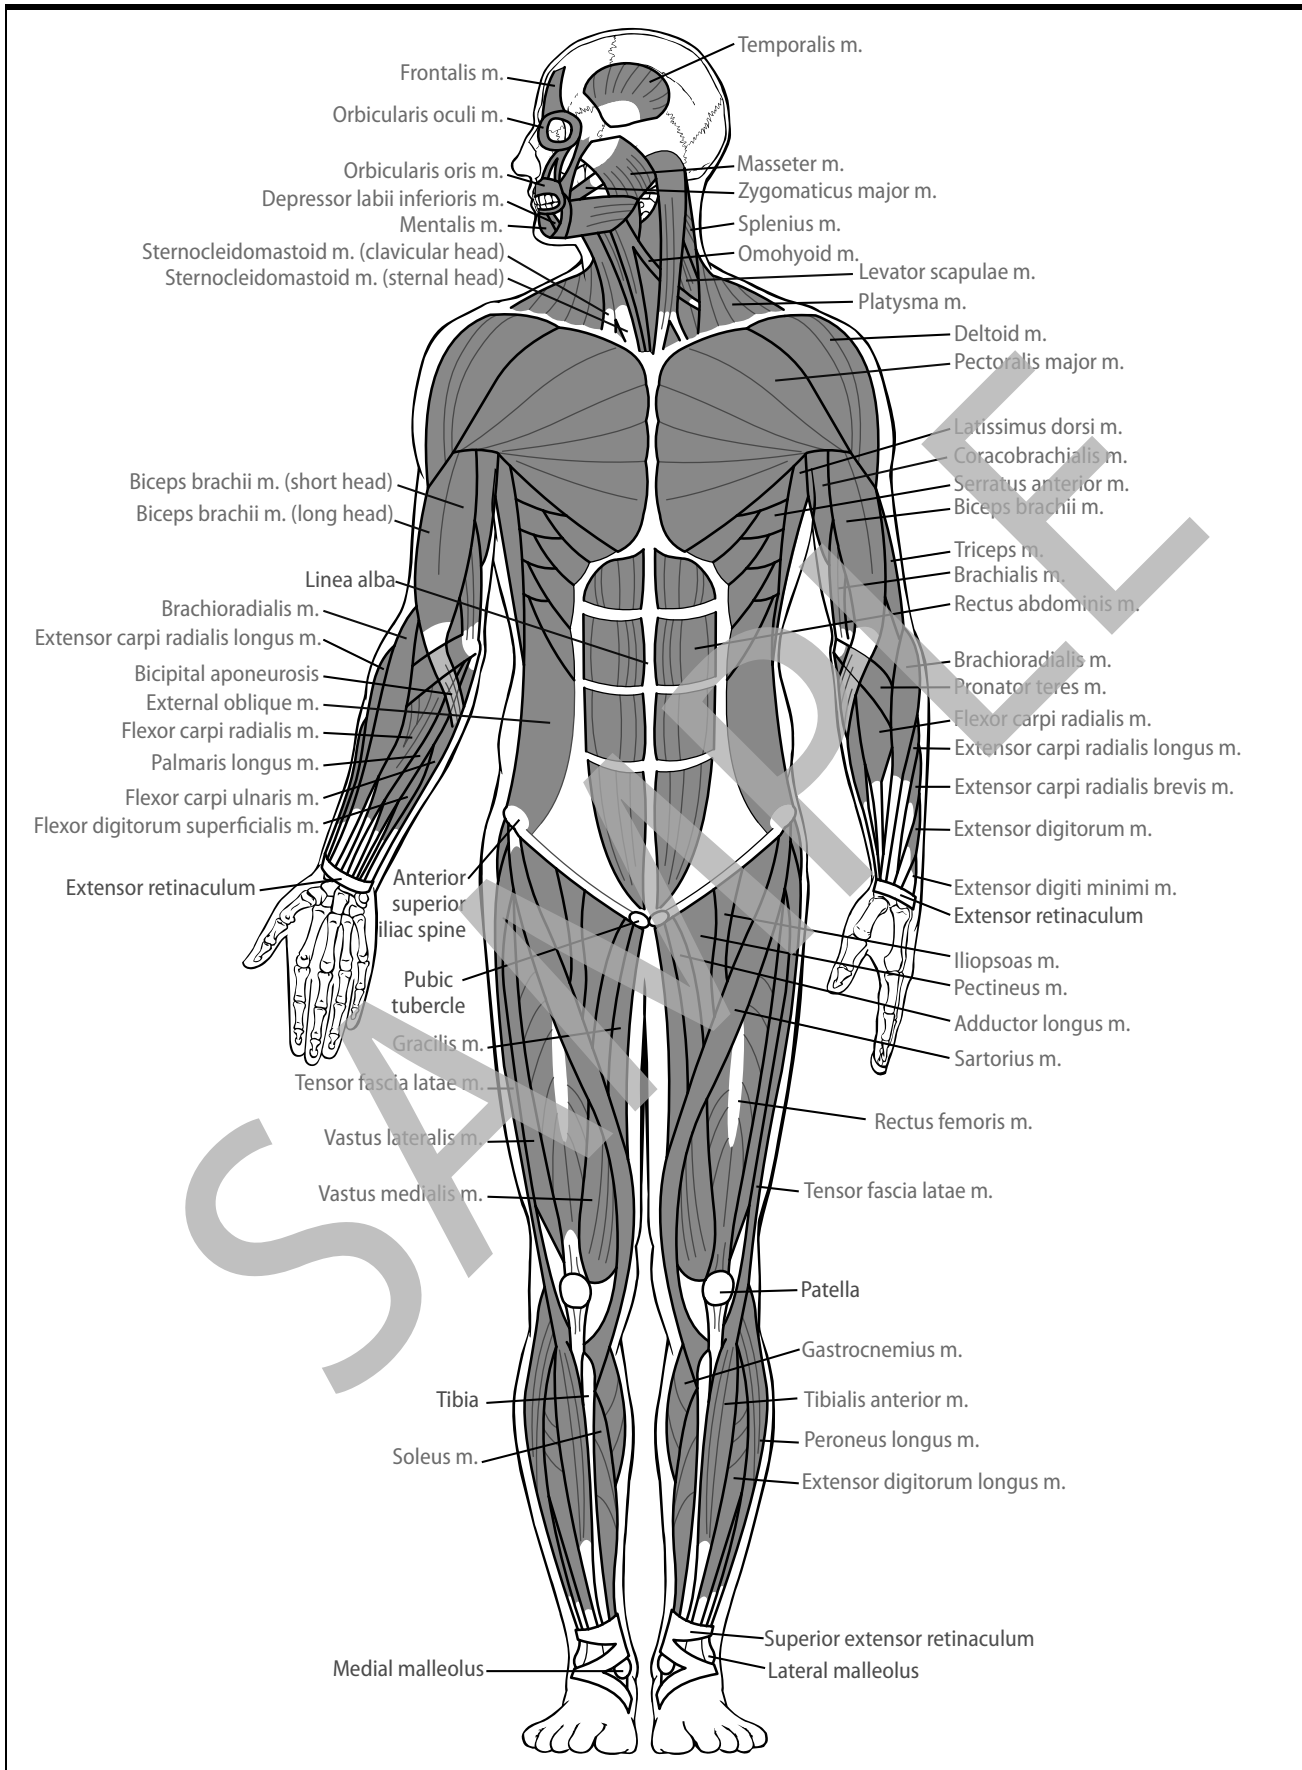 Temporalis m.
Frontalis m.
Orbicularis oculi m.
Orbicularis oris m.
Depressor labii inferioris m.
Mentalis m.
Sternocleidomastoid m. (clavicular head)
Sternocleidomastoid m. (sternal head)
Masseter m.
Zygomaticus major m.
Splenius m.
Omohyoid m.
Levator scapulae m.
Platysma m.
Deltoid m.
Pectoralis major m.
Latissimus dorsi m.
Coracobrachialis m.
Serratus anterior m.
Biceps brachii m.
Triceps m.
Brachialis m.
Rectus abdominis m.
Biceps brachii m. (short head)
Biceps brachii m. (long head)
Linea alba
Brachioradialis m.
Extensor carpi radialis longus m.
Bicipital aponeurosis
External oblique m.
Flexor carpi radialis m.
Palmaris longus m.
Flexor carpi ulnaris m.
Flexor digitorum superficialis m.
Extensor retinaculum
Brachioradialis m.
Pronator teres m.
Flexor carpi radialis m.
Extensor carpi radialis longus m.
Extensor carpi radialis brevis m.
Extensor digitorum m.
Extensor digiti minimi m.
Extensor retinaculum
Anterior
superior
iliac spine
Pubic
tubercle
Gracilis m.
Tensor fascia latae m.
Vastus lateralis m.
Vastus medialis m.
Iliopsoas m.
Pectineus m.
Adductor longus m.
Sartorius m.
Rectus femoris m.
Tensor fascia latae m.
Patella
Gastrocnemius m.
Tibialis anterior m.
Peroneus longus m.
Extensor digitorum longus m.
Tibia
Soleus m.
Superior extensor retinaculum
Lateral malleolus
Medial malleolus
SAMPLE